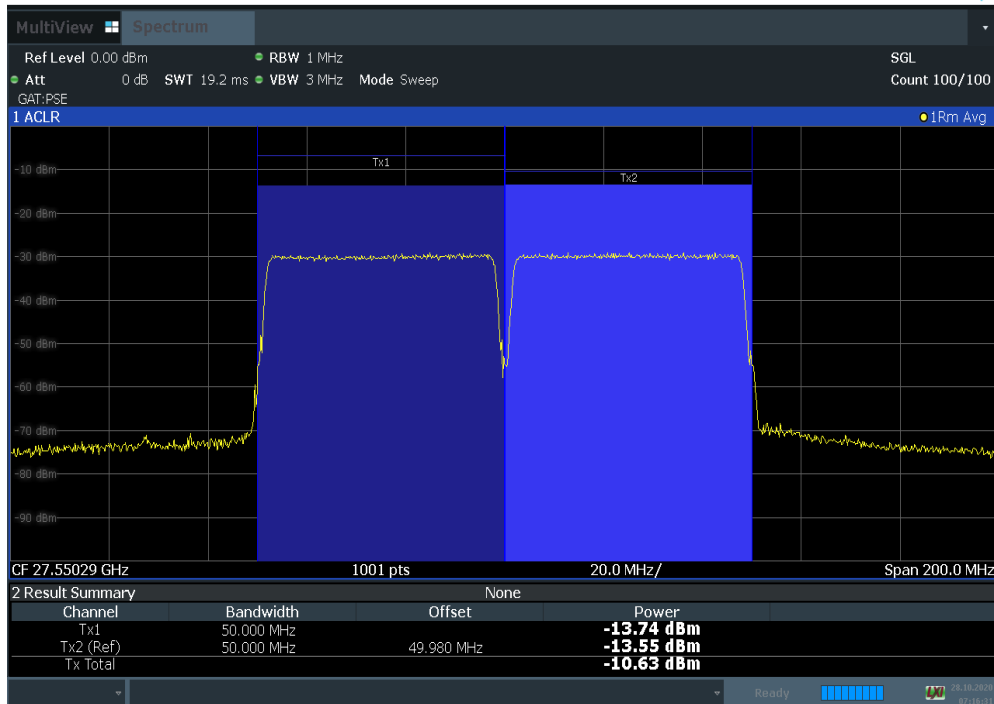 MultiView Spectrum
Ref Level 0.00 dBm RBW 1 MHz SGL
Att 0 dB SWT 19.2 ms VBW 3 MHz Mode Sweep Count 100/100
GAT:PSE
1 ACLR 1Rm Avg
Tx1
-10 dBm
Tx2
-20 dBm
-30 dBm
-40 dBm
-50 dBm
-60 dBm
-70 dBm
-80 dBm
-90 dBm
CF 27.55029 GHz 1001 pts 20.0 MHz/ Span 200.0 MHz
2 Result Summary None
Channel Bandwidth Offset Power
Tx1 50.000 MHz -13.74 dBm
Tx2 (Ref) 50.000 MHz 49.980 MHz -13.55 dBm
Tx Total -10.63 dBm
Ready 28.10.2020